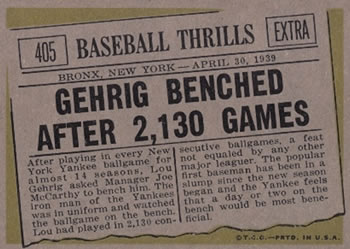 405
BASEBALL THRILLS
EXTRA
BRONX, NEW YORK—APRIL 30, 1939
GEHRIG BENCHED
AFTER 2,130 GAMES
After playing in every New
York Yankee ballgame for
almost 14 seasons, Lou
Gehrig asked Manager Joe
McCarthy to bench him. The
iron man of the Yankees
was in uniform and watched
the ballgame on the bench.
Lou had played in 2,130 con-
secutive ballgames, a feat
not equaled by any other
major leaguer. The popular
first baseman has been in a
slump since the new season
began and the Yankee feels
that a day or two on the
bench would be most bene-
ficial.
©T.C.G.—PRTD. IN U.S.A.